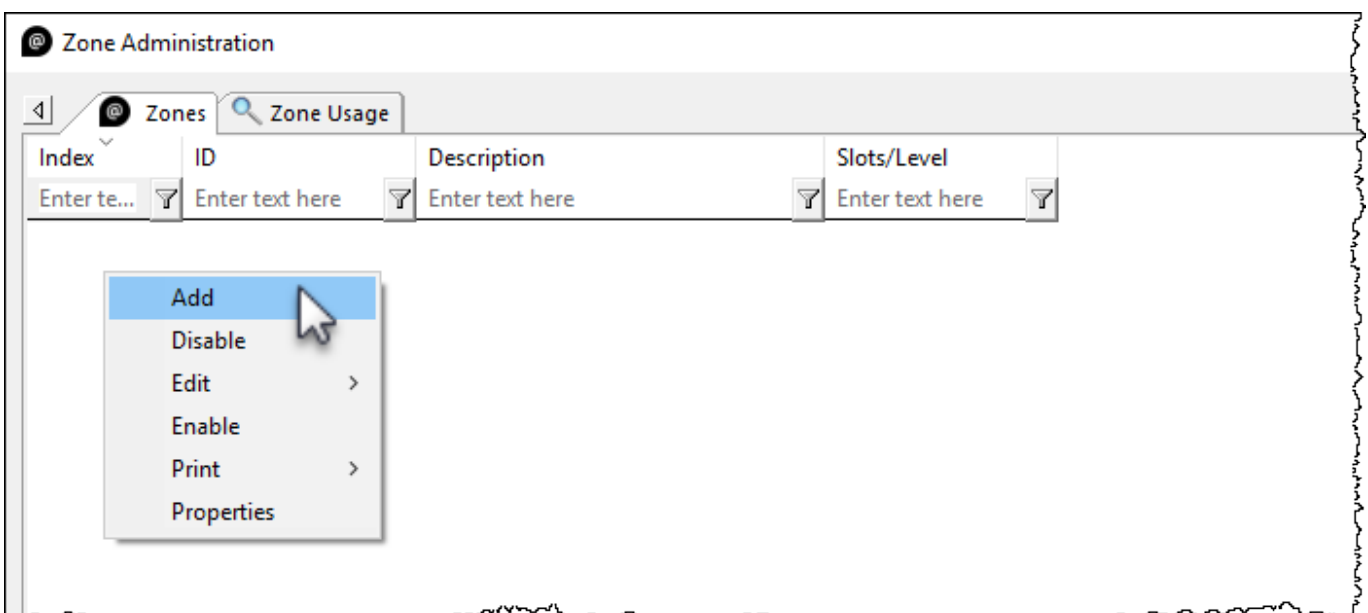 Zone Administration
Zones Zone Usage
Index ID Description Slots/Level
Enter te... Enter text here Enter text here Enter text here
Add
Disable
Edit
Enable
Print
Properties